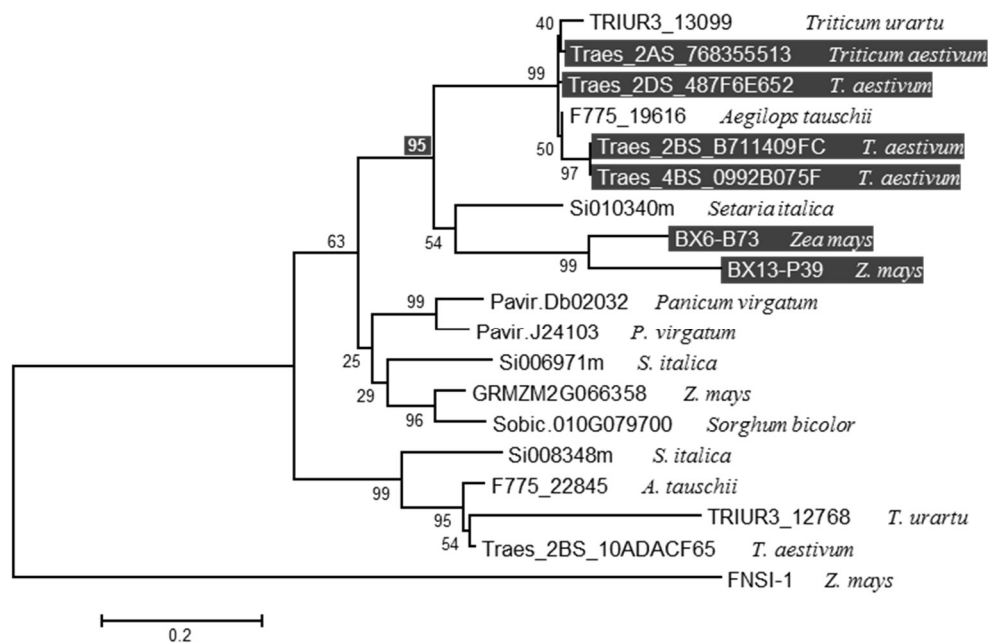 40 TRIUR3_13099 Triticum urartu
Traes_2AS_768355513 Triticum aestivum
99 Traes_2DS_487F6E652 T. aestivum
F775_19616 Aegilops tauschii
95 50 Traes_2BS_B711409FC T. aestivum
97 Traes_4BS_0992B075F T. aestivum
Si010340m Setaria italica
63 54 BX6-B73 Zea mays
99 BX13-P39 Z. mays
99 Pavir.Db02032 Panicum virgatum
Pavir.J24103 P. virgatum
25 Si006971m S. italica
29 GRMZM2G066358 Z. mays
96 Sobic.010G079700 Sorghum bicolor
Si008348m S. italica
99 F775_22845 A. tauschii
95 TRIUR3_12768 T. urartu
54 Traes_2BS_10ADACF65 T. aestivum
FNSI-1 Z. mays
0.2